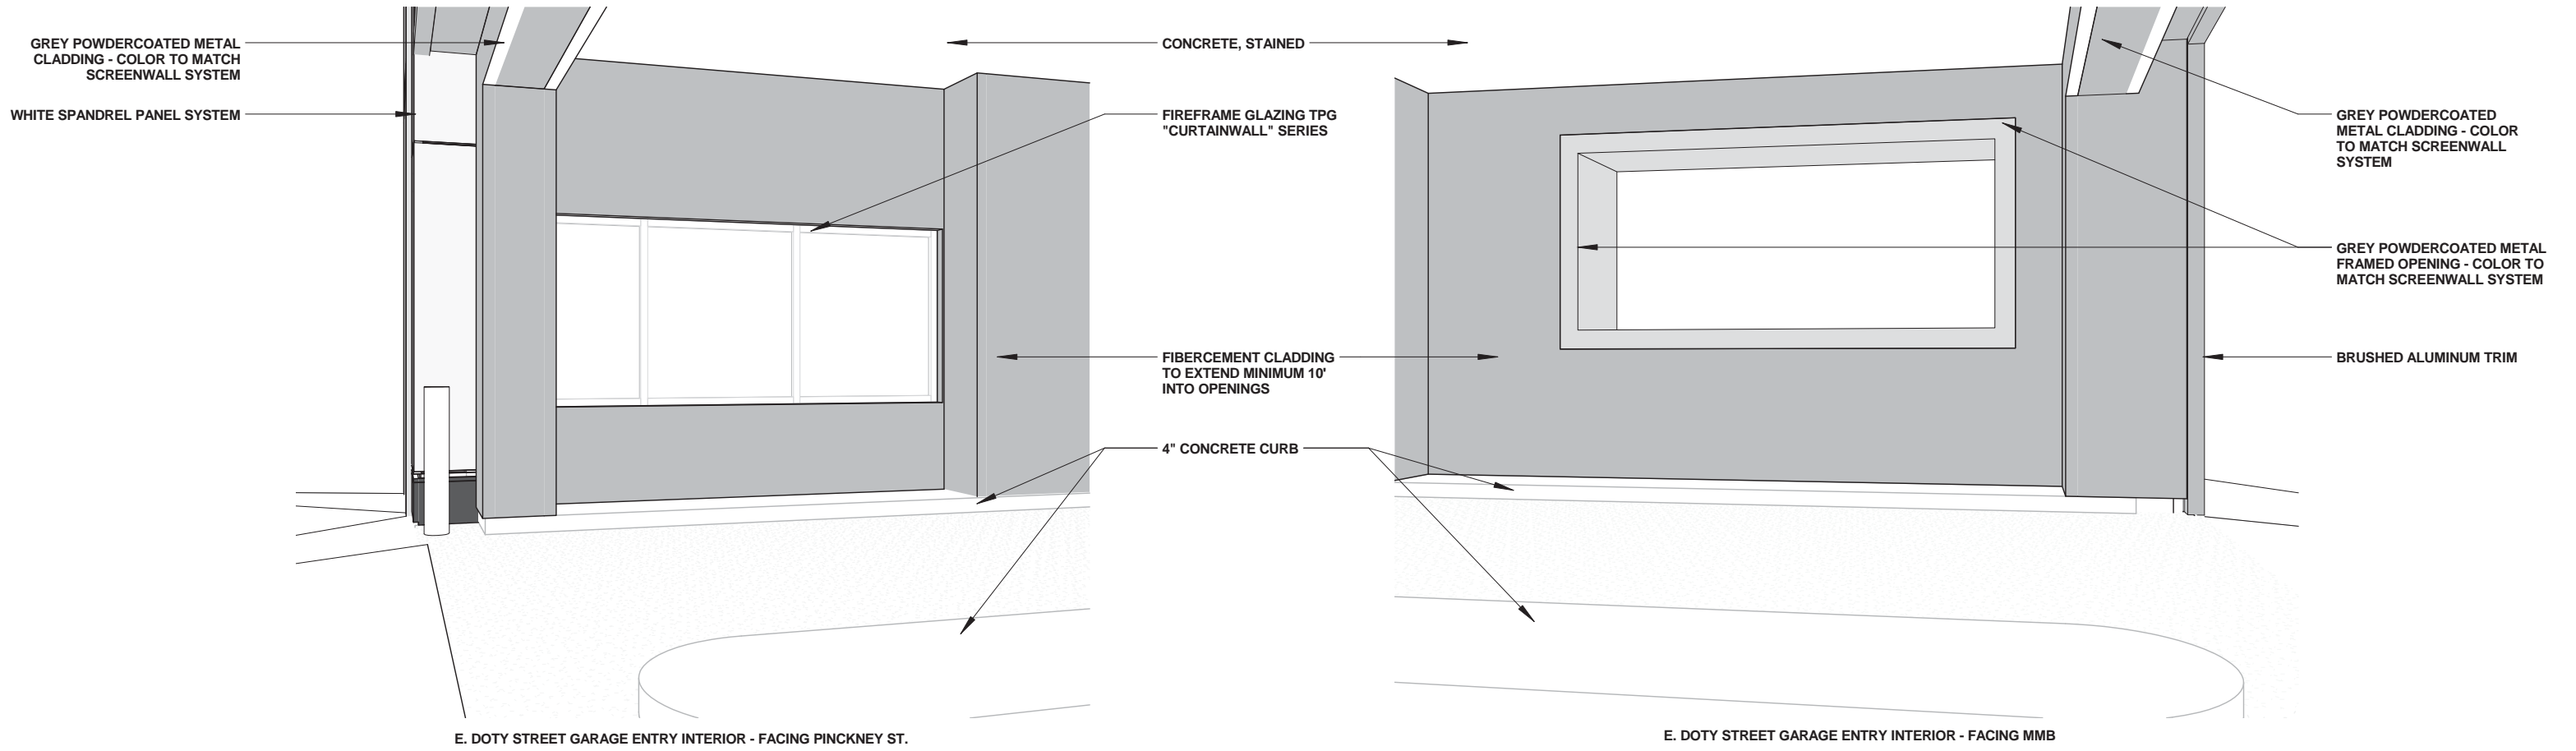 GREY POWDERCOATED METAL
CLADDING - COLOR TO MATCH
SCREENWALL SYSTEM
WHITE SPANDREL PANEL SYSTEM
CONCRETE, STAINED
FIREFRAME GLAZING TPG
"CURTAINWALL" SERIES
FIBERCEMENT CLADDING
TO EXTEND MINIMUM 10'
INTO OPENINGS
4" CONCRETE CURB
GREY POWDERCOATED
METAL CLADDING - COLOR
TO MATCH SCREENWALL
SYSTEM
GREY POWDERCOATED METAL
FRAMED OPENING - COLOR TO
MATCH SCREENWALL SYSTEM
BRUSHED ALUMINUM TRIM
E. DOTY STREET GARAGE ENTRY INTERIOR - FACING PINCKNEY ST.
E. DOTY STREET GARAGE ENTRY INTERIOR - FACING MMB